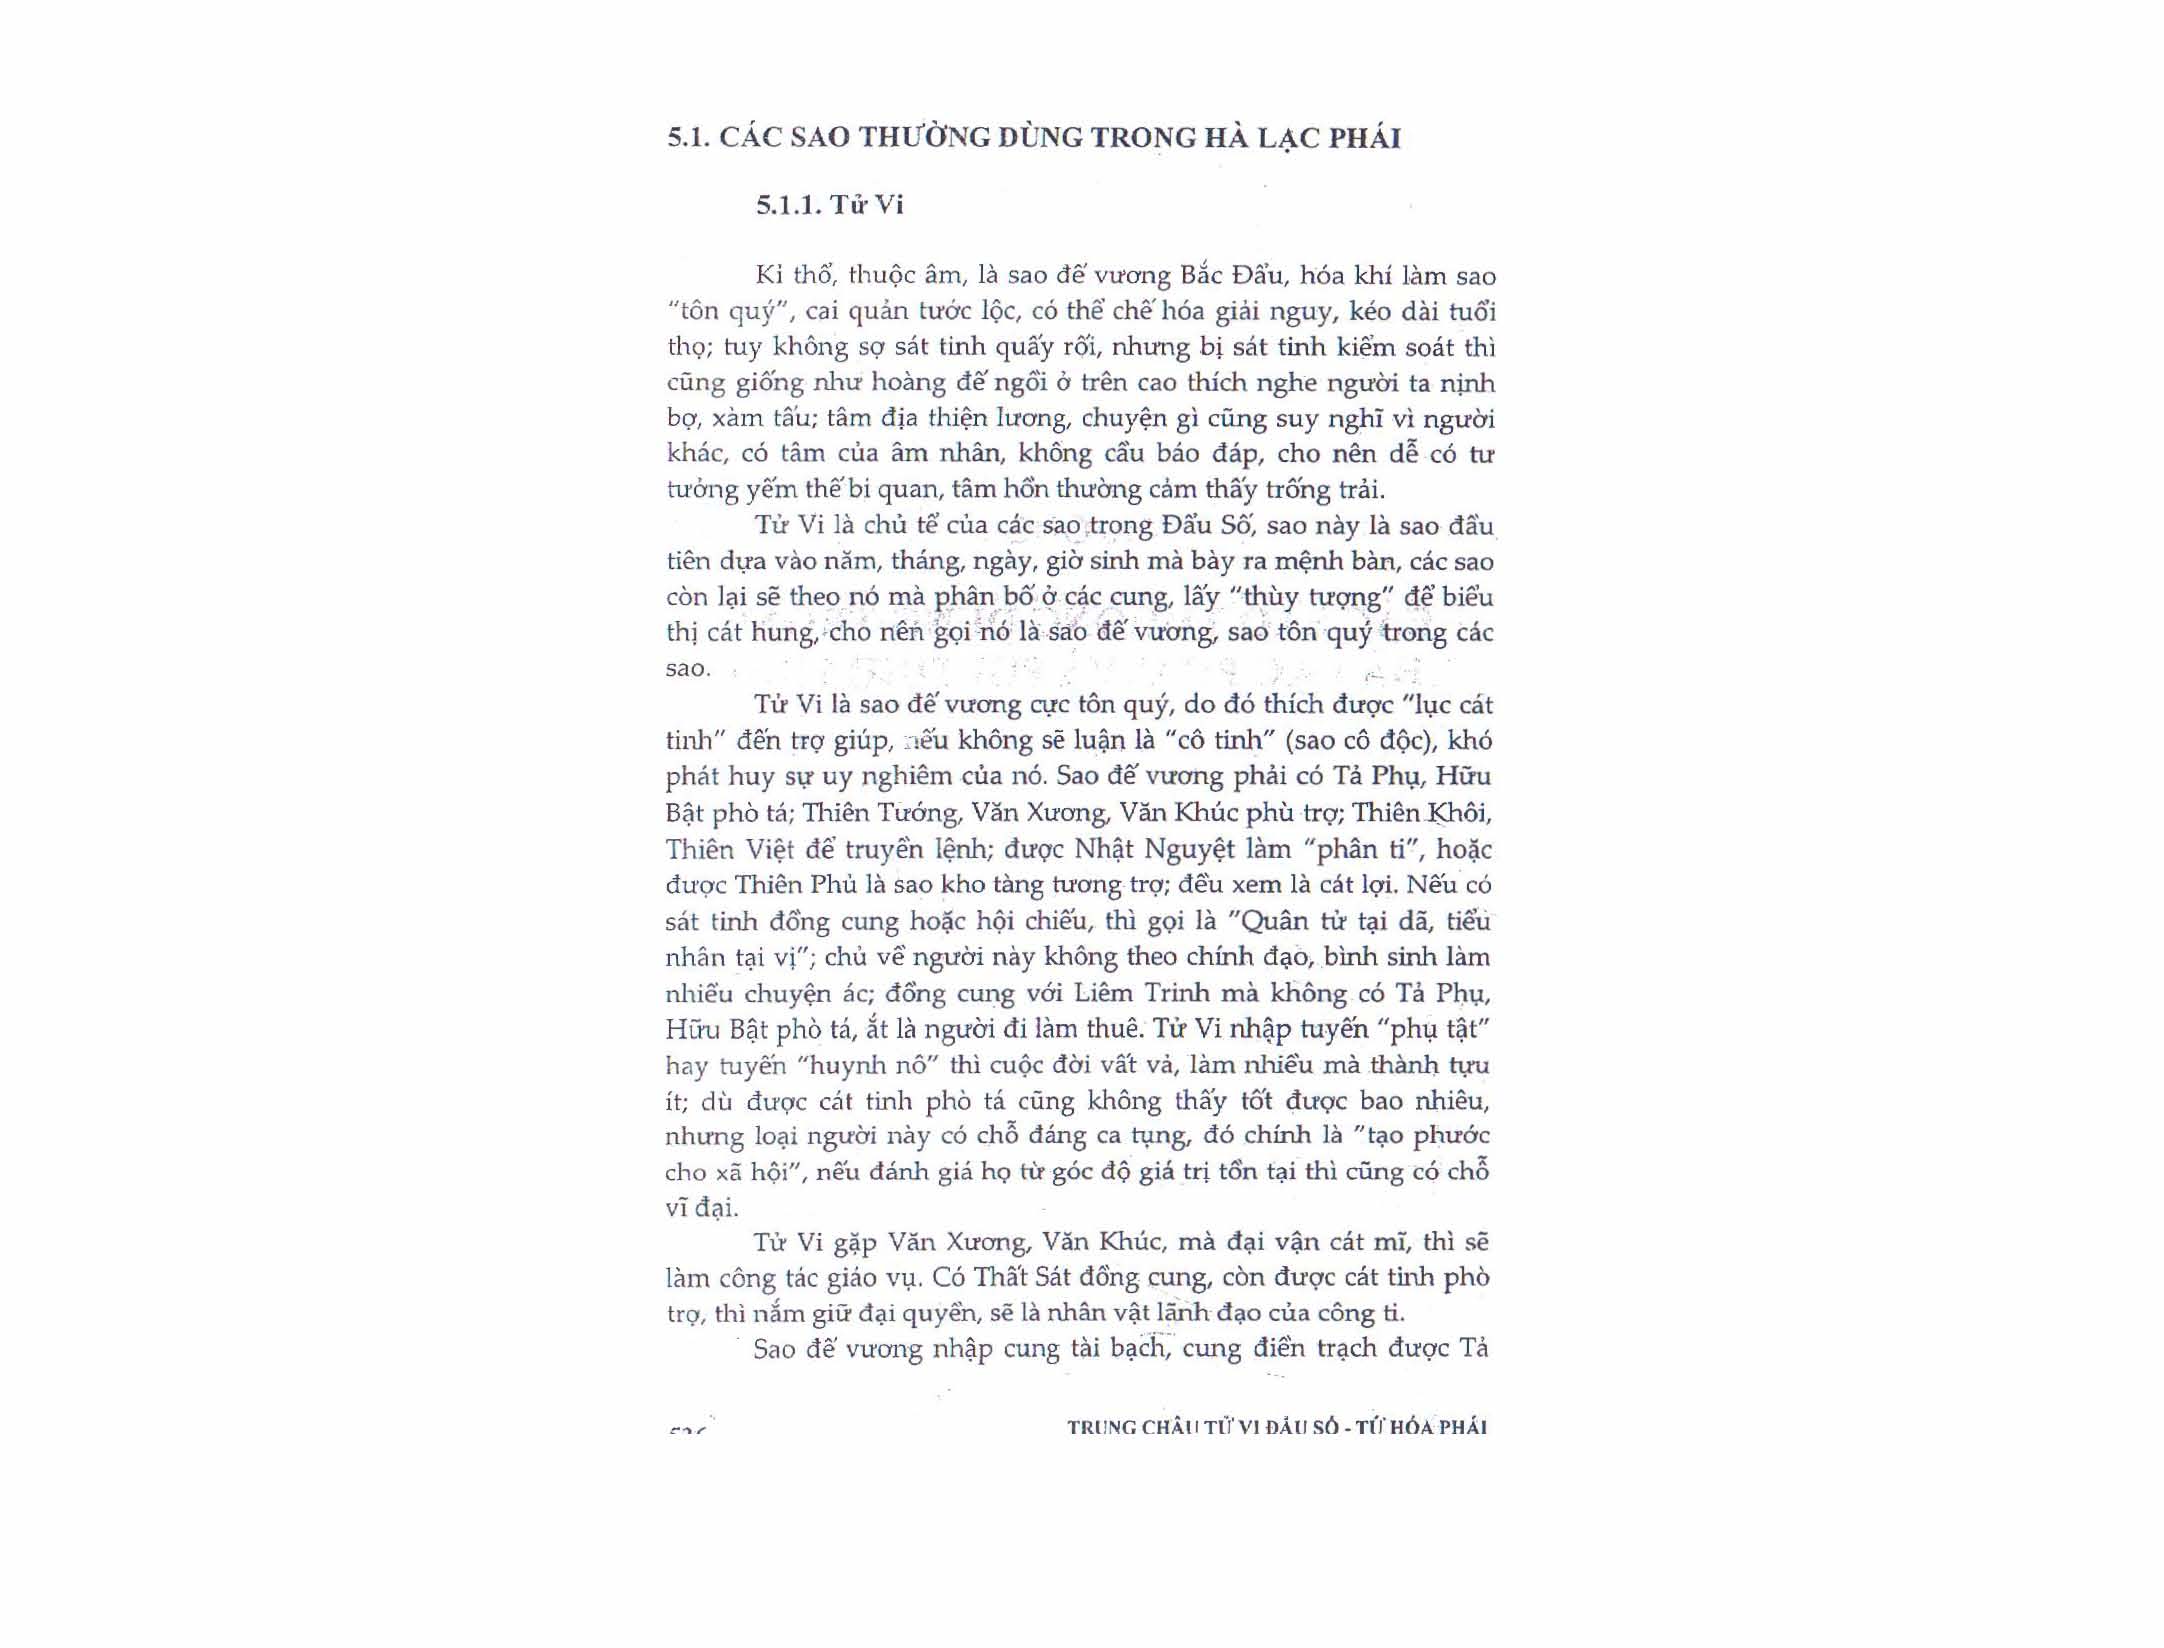 5.1. CÁC SAO THƯỜNG DÙNG TRONG HÀ LẠC PHÁI
5.1.1. Tử Vi
Kỉ thổ, thuộc âm, là sao đế vương Bắc Đẩu, hóa khí làm sao
"tôn quý", cai quản tước lộc, có thể chế hóa giải nguy, kéo dài tuổi
thọ; tuy không sợ sát tinh quấy rối, nhưng bị sát tinh kiểm soát thì
cũng giống như hoàng đế ngồi ở trên cao thích nghe người ta nịnh
bợ, xàm tấu; tâm địa thiện lương, chuyện gì cũng suy nghĩ vì người
khác, có tâm của âm nhân, không cầu báo đáp, cho nên dễ có tư
tưởng yếm thế bi quan, tâm hồn thường cảm thấy trống trải.
Tử Vi là chủ tể của các sao trong Đẩu Số, sao này là sao đầu
tiên dựa vào năm, tháng, ngày, giờ sinh mà bày ra mệnh bàn, các sao
còn lại sẽ theo nó mà phân bố ở các cung, lấy "thùy tượng" để biểu
thị cát hung, cho nên gọi nó là sao đế vương, sao tôn quý trong các
sao.
Tử Vi là sao đế vương cực tôn quý, do đó thích được "lục cát
tinh" đến trợ giúp, nếu không sẽ luận là "cô tinh" (sao cô độc), khó
phát huy sự uy nghiêm của nó. Sao đế vương phải có Tả Phụ, Hữu
Bật phò tá; Thiên Tướng, Văn Xương, Văn Khúc phù trợ; Thiên Khôi,
Thiên Việt để truyền lệnh; được Nhật Nguyệt làm "phân ti", hoặc
được Thiên Phủ là sao kho tàng tương trợ; đều xem là cát lợi. Nếu có
sát tinh đồng cung hoặc hội chiếu, thì gọi là "Quân tử tại dã, tiểu
nhân tại vị"; chủ về người này không theo chính đạo, bình sinh làm
nhiều chuyện ác; đồng cung với Liêm Trinh mà không có Tả Phụ,
Hữu Bật phò tá, ắt là người đi làm thuê. Tử Vi nhập tuyến "phụ tật"
hay tuyến "huynh nô" thì cuộc đời vất vả, làm nhiều mà thành tựu
ít; dù được cát tinh phò tá cũng không thấy tốt được bao nhiêu,
nhưng loại người này có chỗ đáng ca tụng, đó chính là "tạo phước
cho xã hội", nếu đánh giá họ từ góc độ giá trị tồn tại thì cũng có chỗ
vĩ đại.
Tử Vi gặp Văn Xương, Văn Khúc, mà đại vận cát mĩ, thì sẽ
làm công tác giáo vụ. Có Thất Sát đồng cung, còn được cát tinh phò
trợ, thì nắm giữ đại quyền, sẽ là nhân vật lãnh đạo của công ti.
Sao đế vương nhập cung tài bạch, cung điền trạch được Tả
TRUNG CHÂU TỬ VI ĐẨU SỐ - TỨ HÓA PHÁI